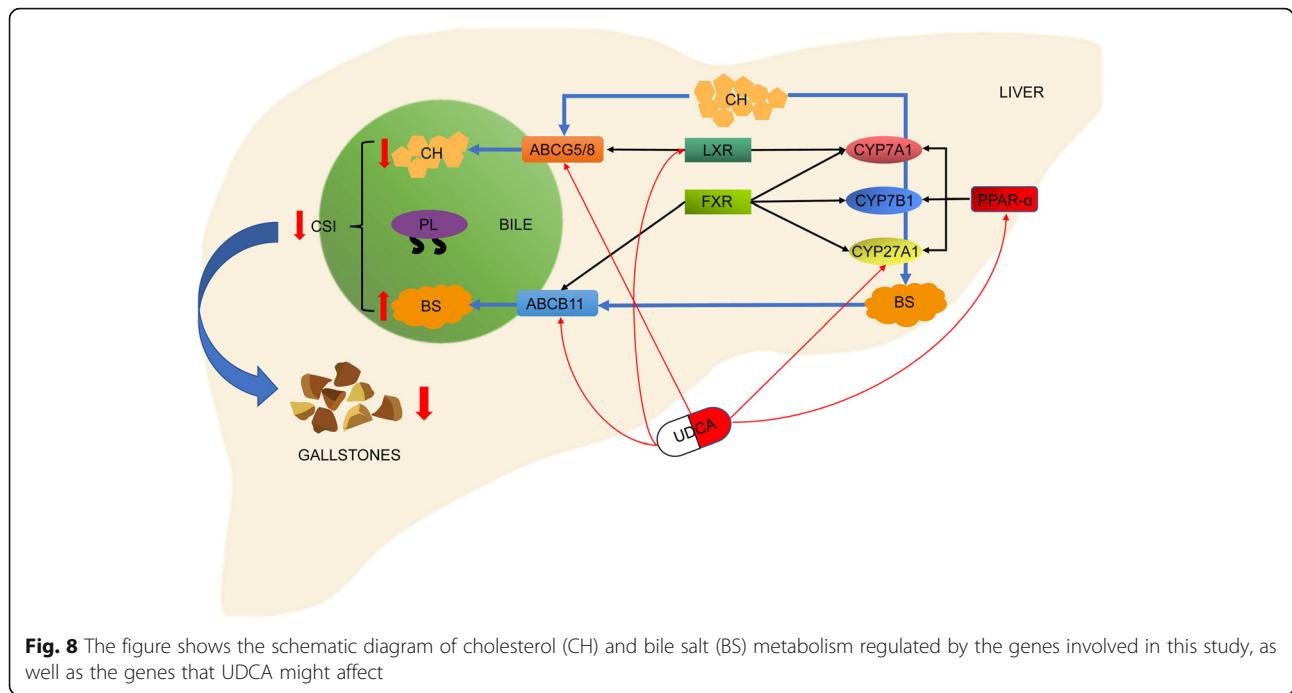 CH
LIVER
CH
ABCG5/8
LXR
CYP7A1
FXR
CYP7B1
PPAR-α
CSI
PL
BILE
CYP27A1
BS
ABCB11
BS
UDCA
GALLSTONES
Fig. 8 The figure shows the schematic diagram of cholesterol (CH) and bile salt (BS) metabolism regulated by the genes involved in this study, as
well as the genes that UDCA might affect